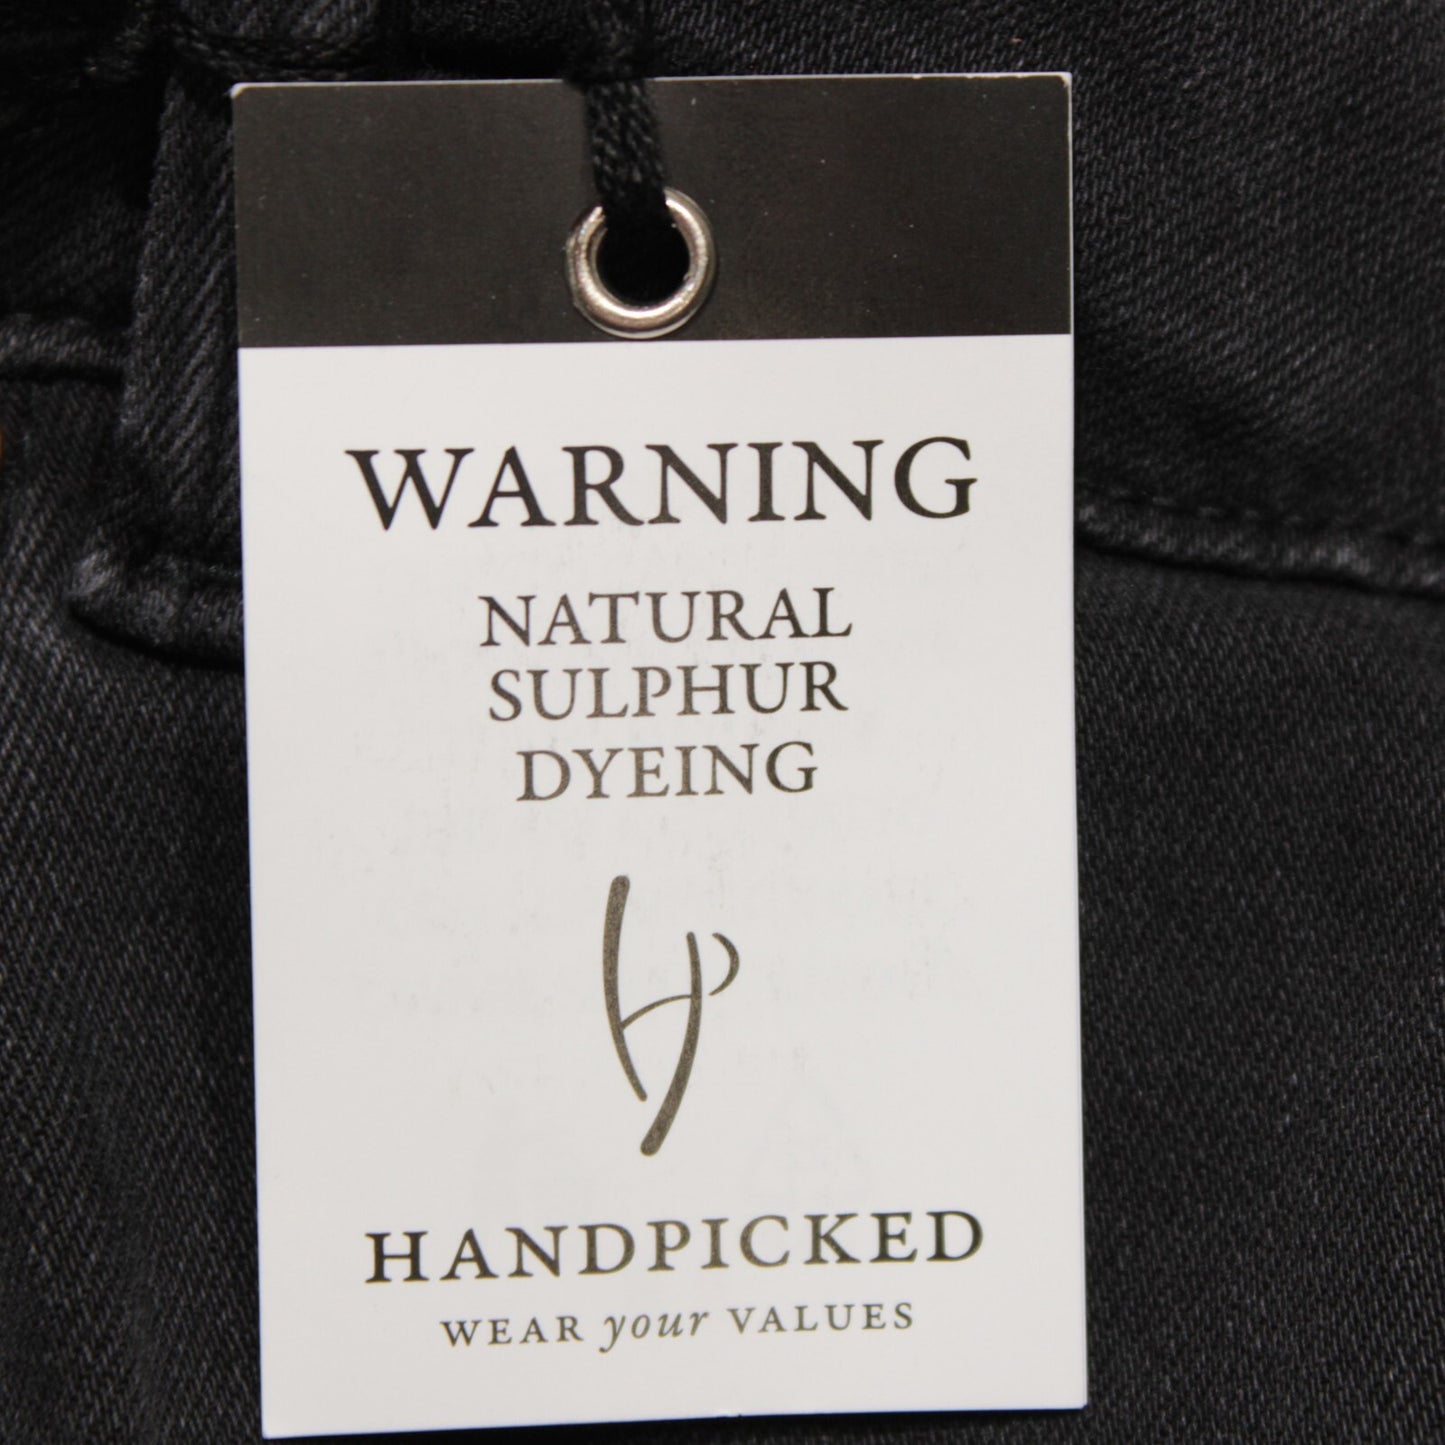 WARNING
NATURAL
SULPHUR
DYEING
HANDPICKED
WEAR your VALUES